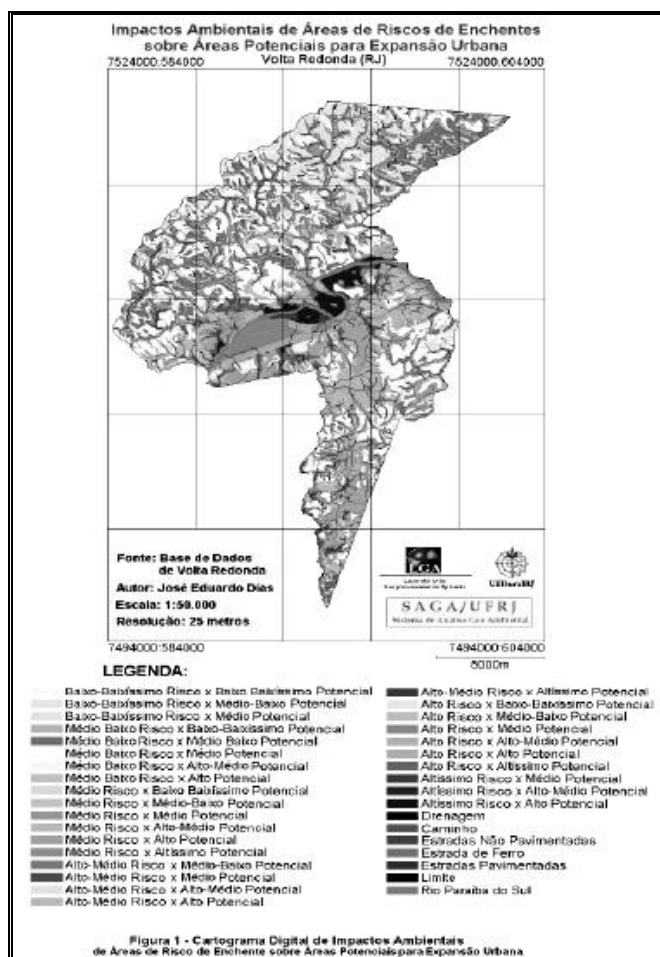 Impactos Ambientais de Áreas de Riscos de Enchentes
sobre Áreas Potenciais para Expansão Urbana
Volta Redonda (RJ)
7524000:584000
7524000:604000
Fonte: Base de Dados
de Volta Redonda
Autor: José Eduardo Dias
Escala: 1:50.000
Resolução: 25 metros
LGA
SAGA/UFRJ
7494000:584000
7494000:604000
6000m
LEGENDA:
Baixo-Baixíssimo Risco x Baixo Baixíssimo Potencial
Baixo-Baixíssimo Risco x Médio-Baixo Potencial
Baixo-Baixíssimo Risco x Médio Potencial
Médio Baixo Risco x Baixo-Baixíssimo Potencial
Médio Baixo Risco x Médio Baixo Potencial
Médio Baixo Risco x Médio Potencial
Médio Baixo Risco x Alto-Médio Potencial
Médio Baixo Risco x Alto Potencial
Médio Risco x Baixo Baixíssimo Potencial
Médio Risco x Médio-Baixo Potencial
Médio Risco x Médio Potencial
Médio Risco x Alto-Médio Potencial
Médio Risco x Alto Potencial
Médio Risco x Altíssimo Potencial
Alto-Médio Risco x Médio-Baixo Potencial
Alto-Médio Risco x Médio Potencial
Alto-Médio Risco x Alto-Médio Potencial
Alto-Médio Risco x Alto Potencial
Alto-Médio Risco x Altíssimo Potencial
Alto Risco x Baixo-Baixíssimo Potencial
Alto Risco x Médio-Baixo Potencial
Alto Risco x Médio Potencial
Alto Risco x Alto-Médio Potencial
Alto Risco x Alto Potencial
Alto Risco x Altíssimo Potencial
Altíssimo Risco x Médio Potencial
Altíssimo Risco x Alto-Médio Potencial
Altíssimo Risco x Alto Potencial
Drenagem
Caminho
Estradas Não Pavimentadas
Estrada de Ferro
Estradas Pavimentadas
Limite
Rio Paraíba do Sul
Figura 1 - Cartograma Digital de Impactos Ambientais
de Áreas de Risco de Enchente sobre Áreas Potenciais para Expansão Urbana